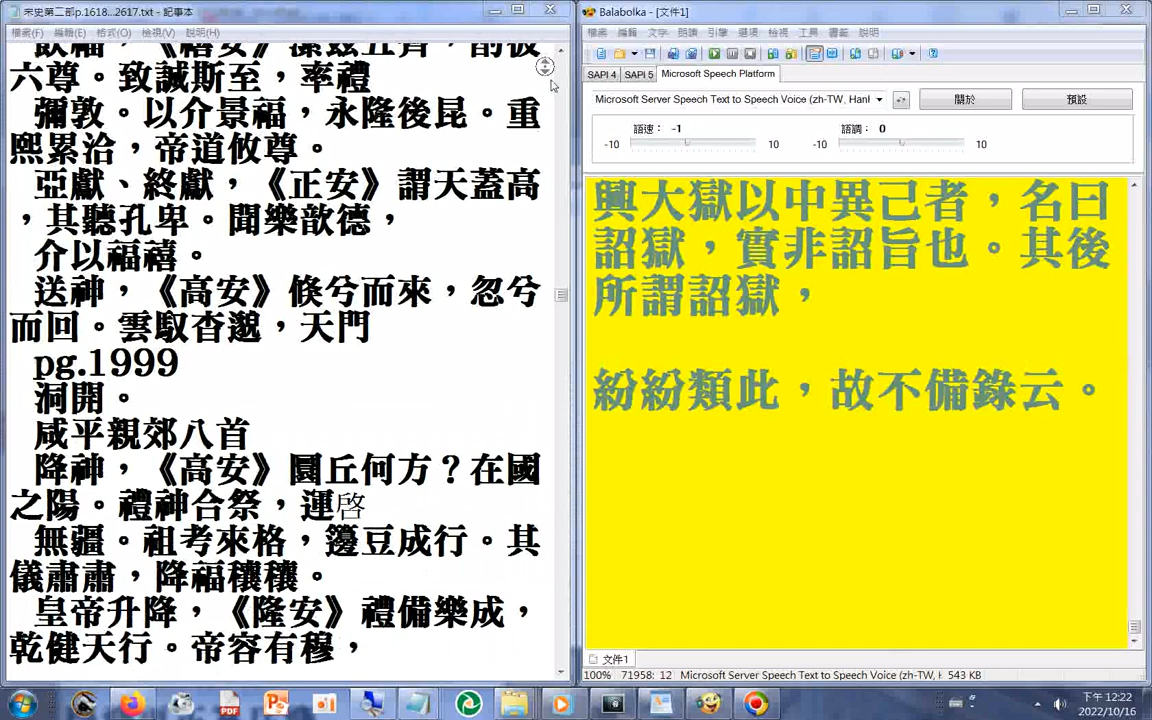 宋史第二部p.1618...2617.txt - 記事本
檔案(F) 編輯(E) 格式(O) 檢視(V) 說明(H)
飲福，《禧安》潔茲五齊，酌彼
六尊。致誠斯至，率禮
彌敦。以介景福，永隆後昆。重
熙累洽，帝道攸尊。
亞獻、終獻，《正安》謂天蓋高
，其聽孔卑。聞樂歆德，
介以福禧。
送神，《高安》倏兮而來，忽兮
而回。雲馭杳邈，天門
pg.1999
洞開。
咸平親郊八首
降神，《高安》圜丘何方？在國
之陽。禮神合祭，運啓
無疆。祖考來格，籩豆成行。其
儀肅肅，降福穰穰。
皇帝升降，《隆安》禮備樂成，
乾健天行。帝容有穆，
Balabolka - [文件1]
檔案 編輯 文字 朗讀 引擎 選項 檢視 工具 書籤 說明
SAPI 4 SAPI 5 Microsoft Speech Platform
Microsoft Server Speech Text to Speech Voice (zh-TW, Hanl
關於 預設
語速： -1 語調： 0
-10 10 -10 10
興大獄以中異己者，名曰
詔獄，實非詔旨也。其後
所謂詔獄，
紛紛類此，故不備錄云。
文件1
100% 71958: 12 Microsoft Server Speech Text to Speech Voice (zh-TW, H 543 KB
下午 12:22
2022/10/16